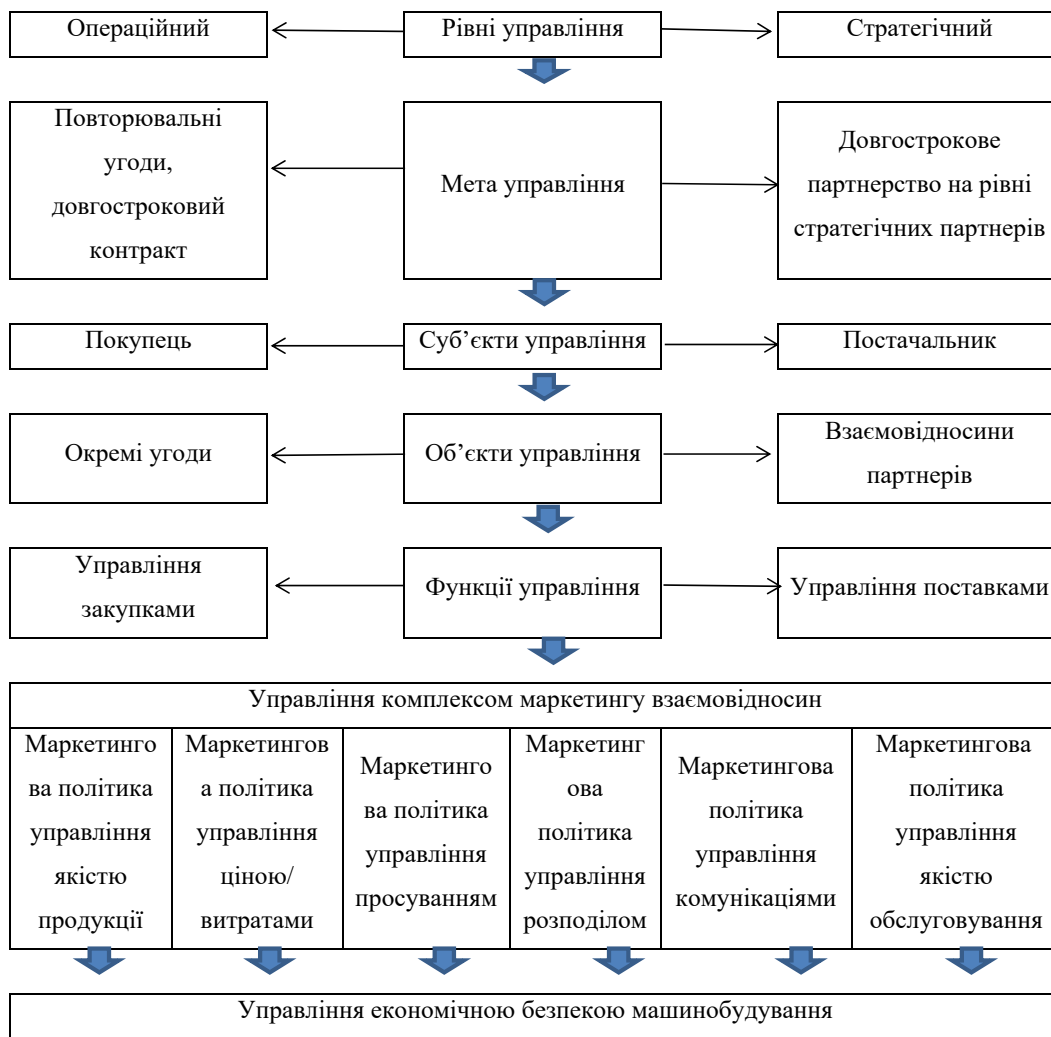 Операційний
Рівні управління
Стратегічний
Повторювальні
угоди,
довгостроковий
контракт
Мета управління
Довгострокове
партнерство на рівні
стратегічних партнерів
Покупець
Суб’єкти управління
Постачальник
Окремі угоди
Об’єкти управління
Взаємовідносини
партнерів
Управління
закупками
Функції управління
Управління поставками
Управління комплексом маркетингу взаємовідносин
Маркетинго
ва політика
управління
якістю
продукції
Маркетингов
а політика
управління
ціною/
витратами
Маркетинго
ва політика
управління
просуванням
Маркетинг
ова
політика
управління
розподілом
Маркетингова
політика
управління
комунікаціями
Маркетингова
політика
управління
якістю
обслуговування
Управління економічною безпекою машинобудування